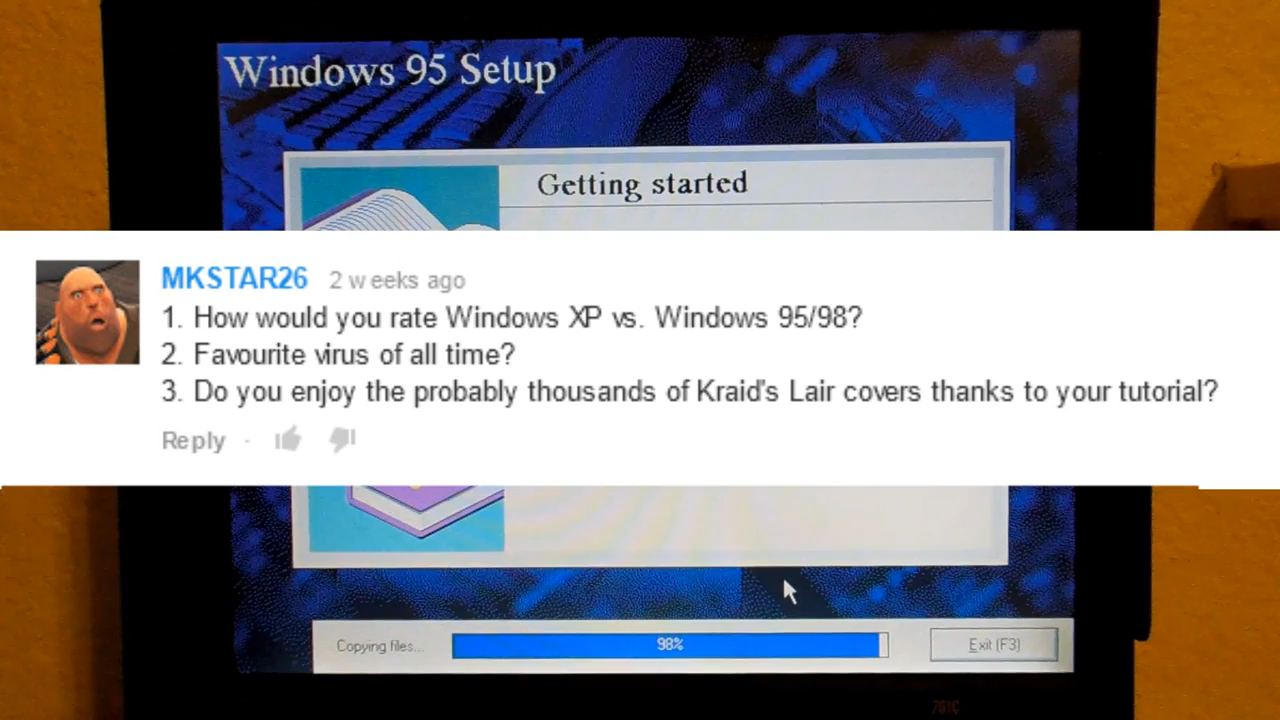 Windows 95 Setup
Getting started
MKSTAR26 2 weeks ago
1. How would you rate Windows XP vs. Windows 95/98?
2. Favourite virus of all time?
3. Do you enjoy the probably thousands of Kraid's Lair covers thanks to your tutorial?
Reply
Copying files... 98% Exit (F3)